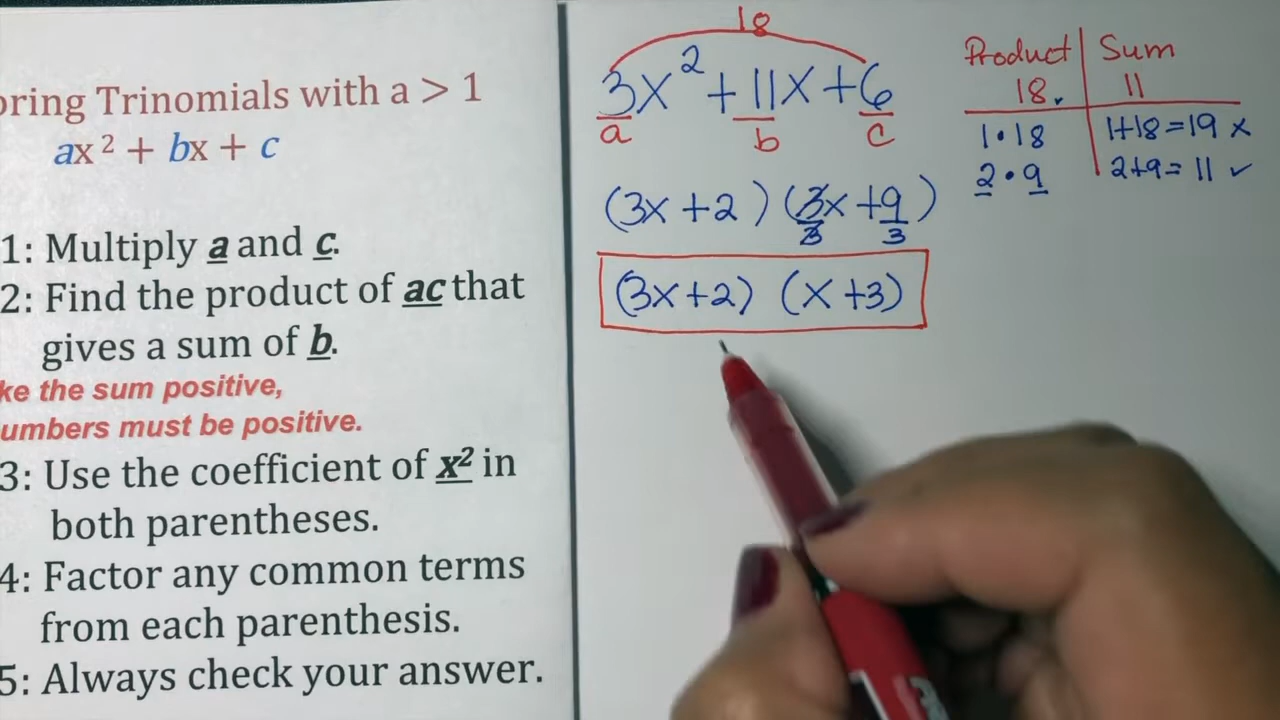 oring Trinomials with a > 1
ax² + bx + c
1: Multiply a and c.
2: Find the product of ac that
gives a sum of b.
ke the sum positive,
umbers must be positive.
3: Use the coefficient of x² in
both parentheses.
4: Factor any common terms
from each parenthesis.
5: Always check your answer.
18
3x² + 11x + 6
a b c
(3x + 2) (3x/3 + 9/3)
(3x + 2) (x + 3)
Product Sum
18 11
1 • 18 1+18 = 19 x
2 • 9 2+9 = 11 ✓